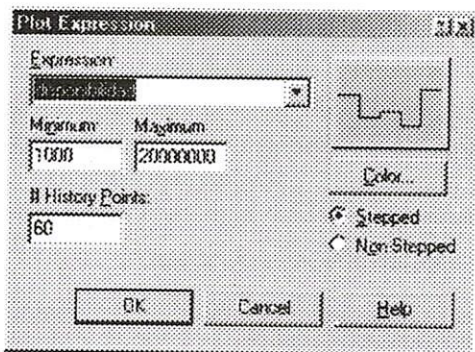 Plot Expression
Expression:
Minimum: Maximum:
1000 20000000
# History Points:
60
Color...
Stepped
Non Stepped
OK Cancel Help